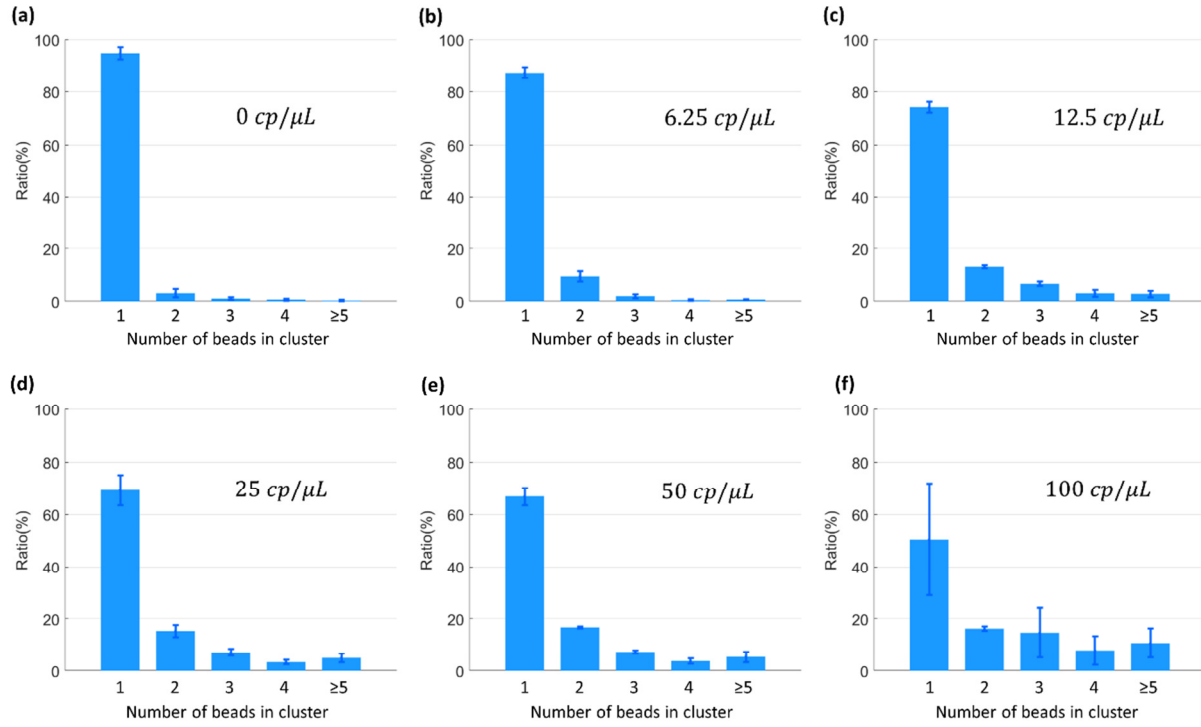 (a)
100
80
60
40
20
0
Ratio(%)
0 cp/μL
1 2 3 4 ≥5
Number of beads in cluster
(b)
100
80
60
40
20
0
Ratio(%)
6.25 cp/μL
1 2 3 4 ≥5
Number of beads in cluster
(c)
100
80
60
40
20
0
Ratio(%)
12.5 cp/μL
1 2 3 4 ≥5
Number of beads in cluster
(d)
100
80
60
40
20
0
Ratio(%)
25 cp/μL
1 2 3 4 ≥5
Number of beads in cluster
(e)
100
80
60
40
20
0
Ratio(%)
50 cp/μL
1 2 3 4 ≥5
Number of beads in cluster
(f)
100
80
60
40
20
0
Ratio(%)
100 cp/μL
1 2 3 4 ≥5
Number of beads in cluster